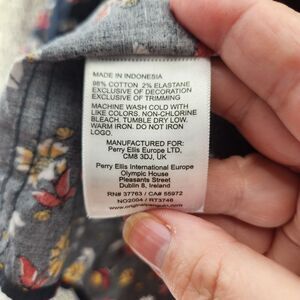 MADE IN INDONESIA
98% COTTON 2% ELASTANE
EXCLUSIVE OF DECORATION
EXCLUSIVE OF TRIMMING
MACHINE WASH COLD WITH
LIKE COLORS. NON-CHLORINE
BLEACH. TUMBLE DRY LOW.
WARM IRON. DO NOT IRON
LOGO.
MANUFACTURED FOR:
Perry Ellis Europe LTD,
CM8 3DJ, UK
Perry Ellis International Europe
Olympic House
Pleasants Street
Dublin 8, Ireland
RN# 37763 / CA# 55972
NO2004 / RT3746
www.originalpenguin.com